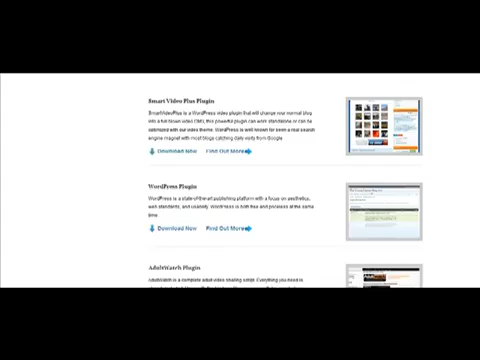 Smart Video Plus Plugin
SmartVideoPlus is a WordPress video plugin that will change your normal blog
into a full blown video CMS, this powerful plugin can work standalone or can be
optimized with our video theme. WordPress is well known for been a real search
engine magnet with most blogs catching daily visits from Google
Download Now Find Out More
WordPress Plugin
WordPress is a state-of-the-art publishing platform with a focus on aesthetics,
web standards, and usability. WordPress is both free and priceless at the same
time.
Download Now Find Out More
AdultWatch Plugin
AdultWatch is a complete adult video sharing script. Everything you need is